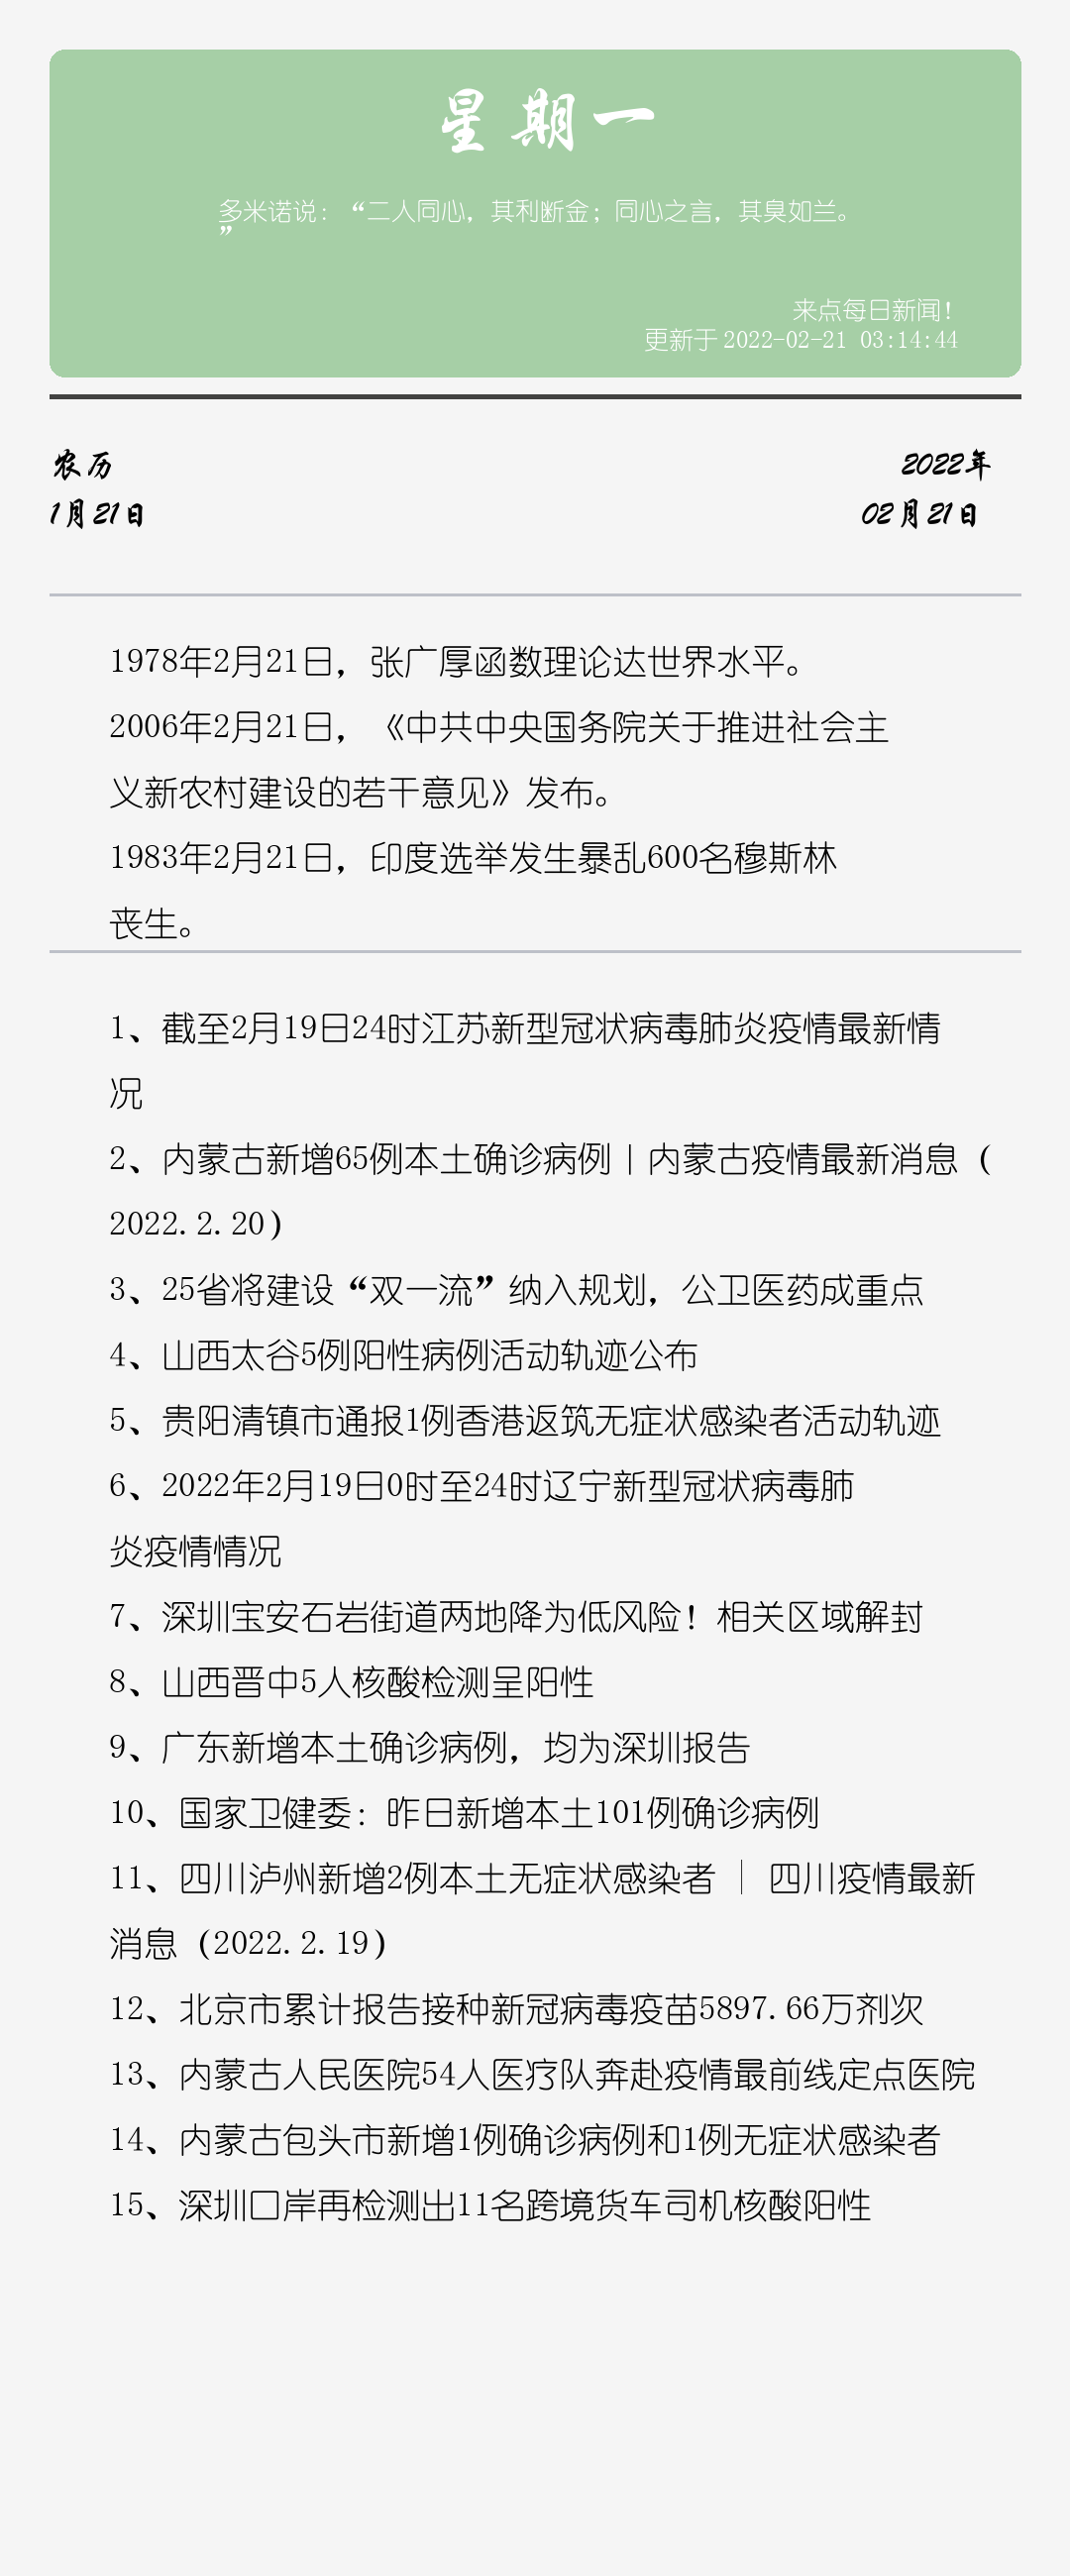 星期一
多米诺说：“二人同心，其利断金；同心之言，其臭如兰。
”
来点每日新闻！
更新于 2022-02-21 03:14:44
农历
2022年
1月21日
02月21日
1978年2月21日，张广厚函数理论达世界水平。
2006年2月21日，《中共中央国务院关于推进社会主
义新农村建设的若干意见》发布。
1983年2月21日，印度选举发生暴乱600名穆斯林
丧生。
1、截至2月19日24时江苏新型冠状病毒肺炎疫情最新情
况
2、内蒙古新增65例本土确诊病例丨内蒙古疫情最新消息（
2022.2.20）
3、25省将建设“双一流”纳入规划，公卫医药成重点
4、山西太谷5例阳性病例活动轨迹公布
5、贵阳清镇市通报1例香港返筑无症状感染者活动轨迹
6、2022年2月19日0时至24时辽宁新型冠状病毒肺
炎疫情情况
7、深圳宝安石岩街道两地降为低风险！相关区域解封
8、山西晋中5人核酸检测呈阳性
9、广东新增本土确诊病例，均为深圳报告
10、国家卫健委：昨日新增本土101例确诊病例
11、四川泸州新增2例本土无症状感染者 │ 四川疫情最新
消息（2022.2.19）
12、北京市累计报告接种新冠病毒疫苗5897.66万剂次
13、内蒙古人民医院54人医疗队奔赴疫情最前线定点医院
14、内蒙古包头市新增1例确诊病例和1例无症状感染者
15、深圳口岸再检测出11名跨境货车司机核酸阳性